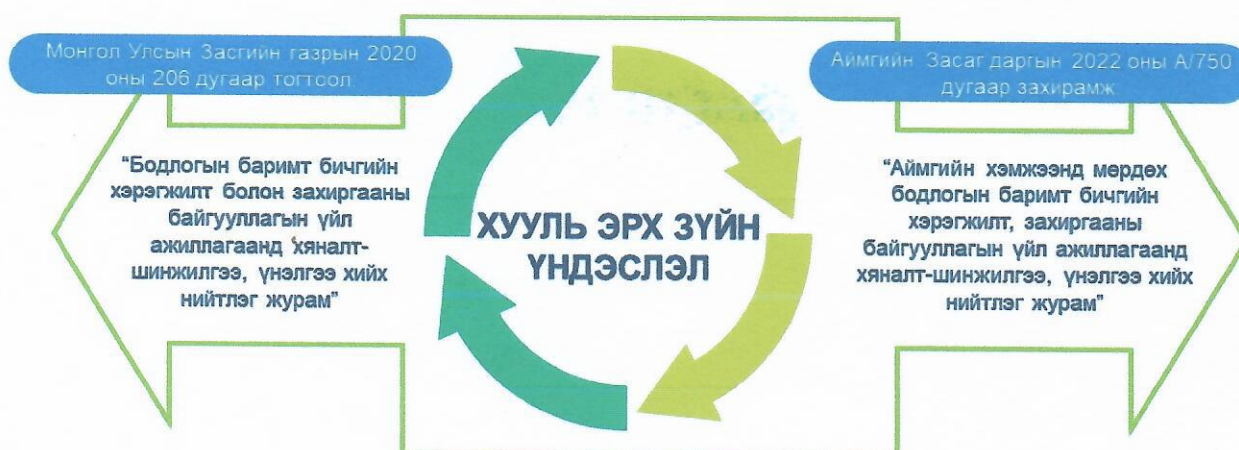 Монгол Улсын Засгийн газрын 2020
оны 206 дугаар тогтсол
"Бодлогын баримт бичгийн
хэрэгжилт болон захиргааны
байгууллагын үйл
ажиллагаанд хяналт-
шинжилгээ, үнэлгээ хийх
нийтлэг журам"
ХУУЛЬ ЭРХ ЗҮЙН
ҮНДЭСЛЭЛ
Аймгийн Засаг даргын 2022 оны А/750
дугаар захирамж
"Аймгийн хэмжээнд мөрдөх
бодлогын баримт бичгийн
хэрэгжилт, захиргааны
байгууллагын үйл ажиллагаанд
хяналт-шинжилгээ, үнэлгээ хийх
нийтлэг журам"